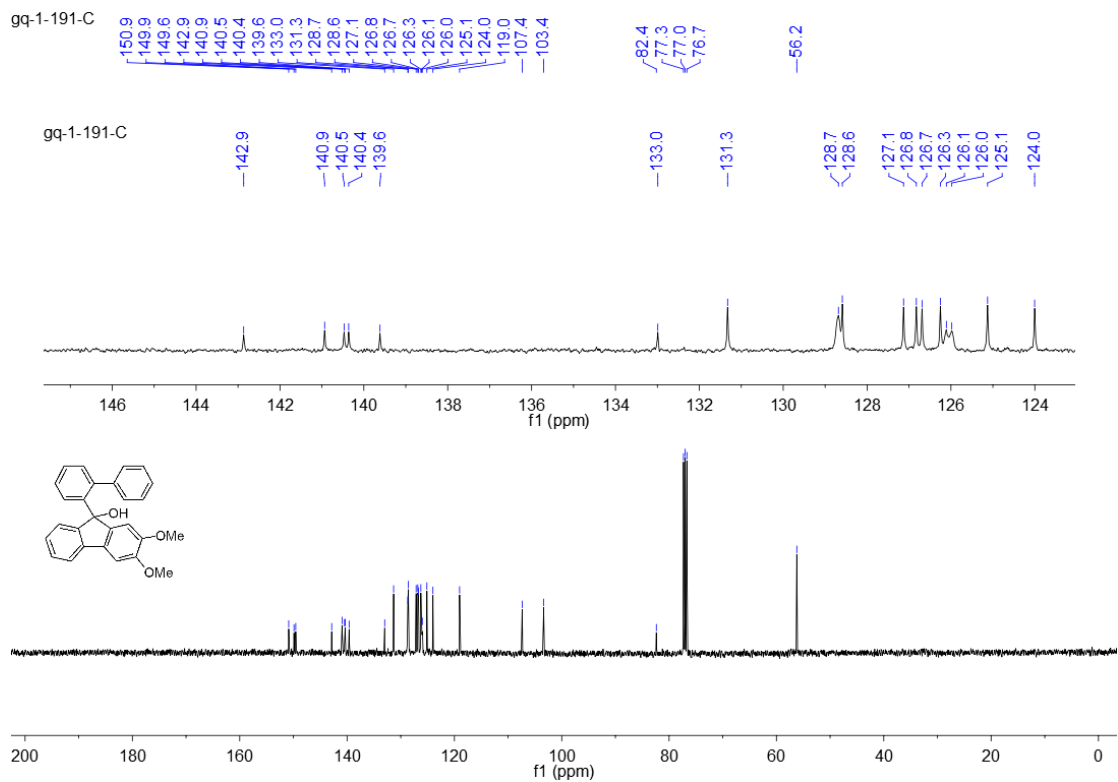 gq-1-191-C
150.9 149.9 149.6 142.9 140.9 140.5 140.4 139.6 133.0 131.3 128.7 128.6 127.1 126.8 126.7 126.3 126.1 126.0 125.1 124.0 119.0 107.4 103.4 82.4 77.3 77.0 76.7 56.2
gq-1-191-C
142.9 140.9 140.5 140.4 139.6 133.0 131.3 128.7 128.6 127.1 126.8 126.7 126.3 126.1 126.0 125.1 124.0
146 144 142 140 138 136 134 132 130 128 126 124
f1 (ppm)
OH
OMe
OMe
200 180 160 140 120 100 80 60 40 20 0
f1 (ppm)